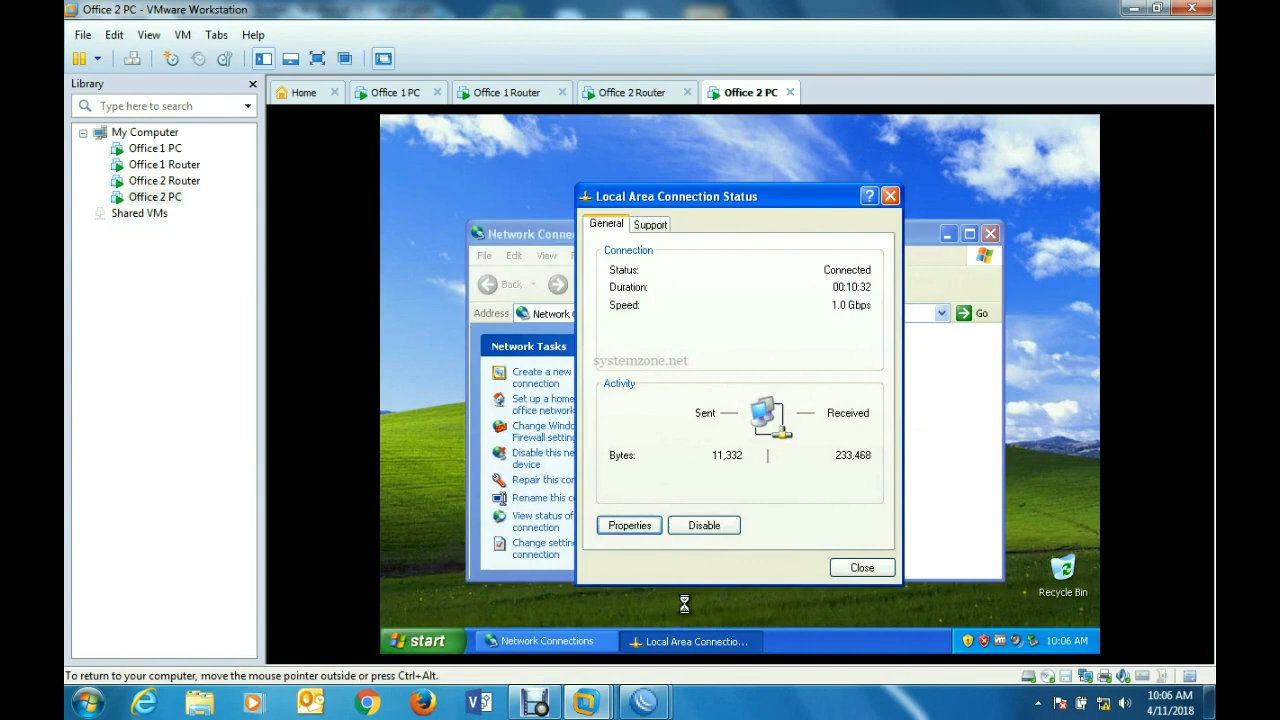 Office 2 PC - VMware Workstation
File Edit View VM Tabs Help
Library
Type here to search
My Computer
Office 1 PC
Office 1 Router
Office 2 Router
Office 2 PC
Shared VMs
Home Office 1 PC Office 1 Router Office 2 Router Office 2 PC
Network Conne
File Edit View
Back
Address Network Go
Network Tasks
Create a new
connection
Set up a home
office network
Change Windo
Firewall setting
Disable this ne
device
Repair this con
Rename this co
View status of
connection
Change settin
connection
Local Area Connection Status
General Support
Connection
Status: Connected
Duration: 00:10:32
Speed: 1.0 Gbps
systemzone.net
Activity
Sent Received
Bytes: 11,332 233,468
Properties Disable
Close
Recycle Bin
start Network Connections Local Area Connectio... 10:06 AM
To return to your computer, move the mouse pointer outside or press Ctrl+Alt.
10:06 AM
4/11/2018